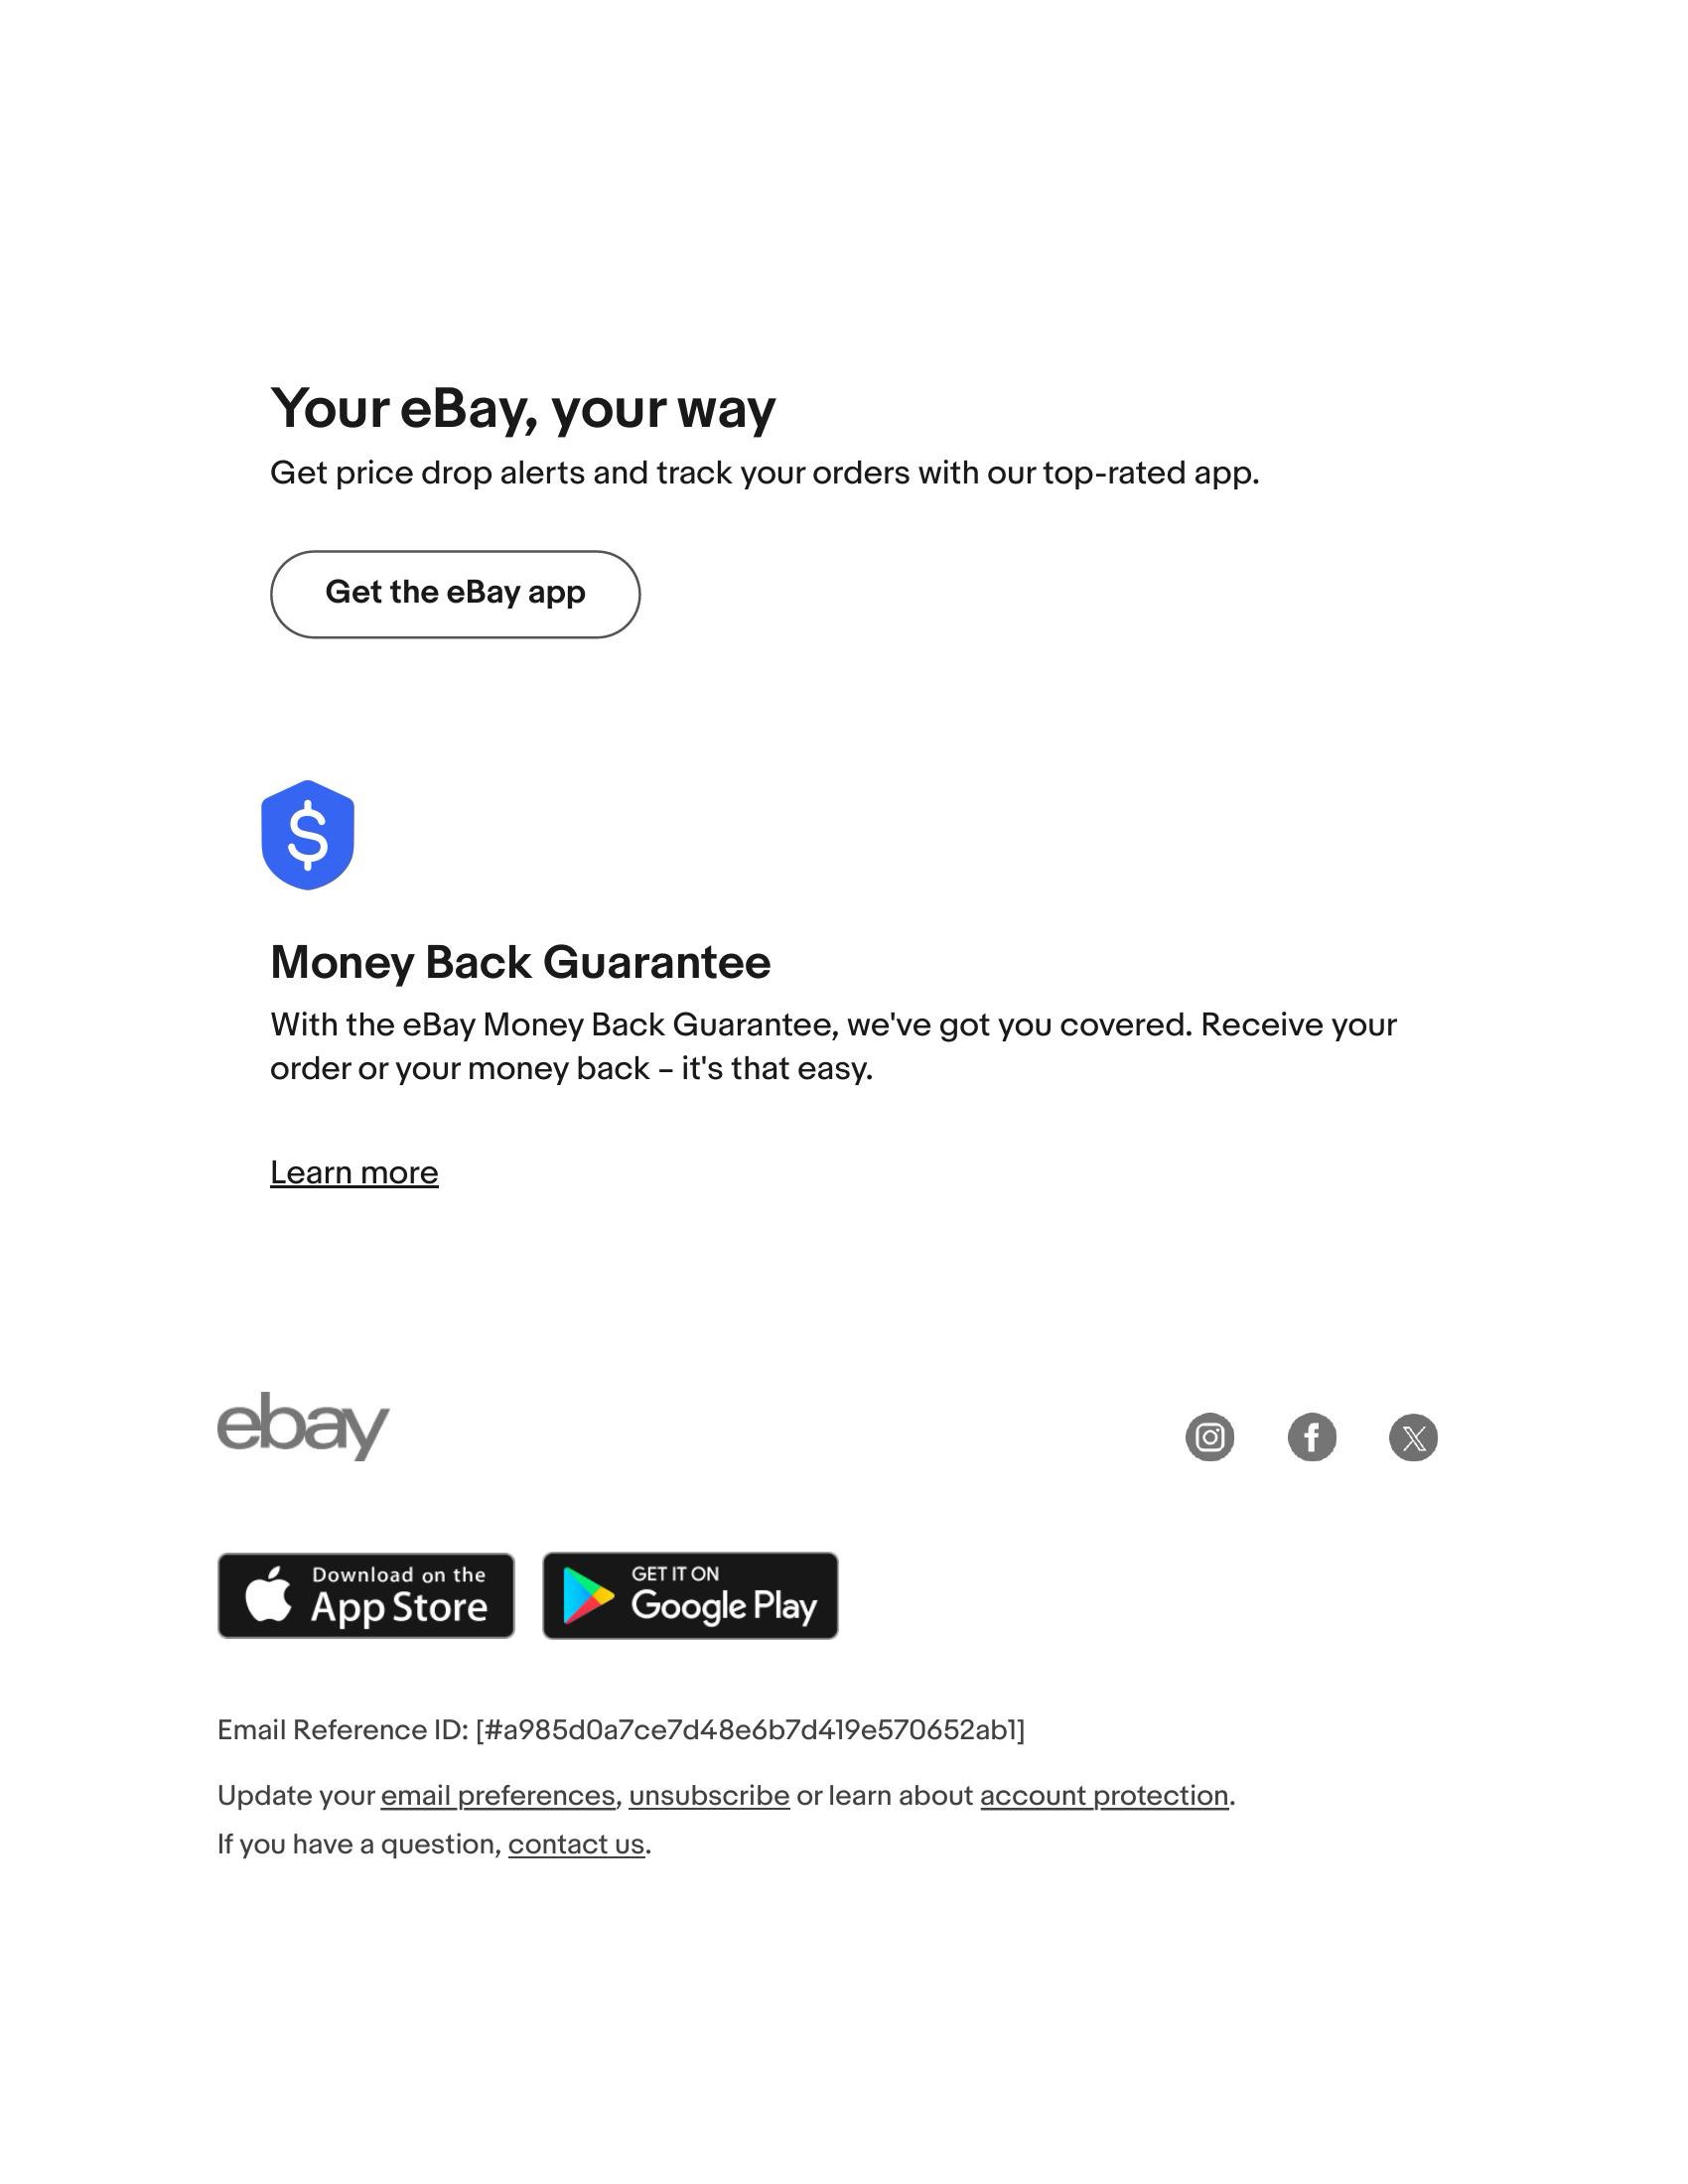 Your eBay, your way
Get price drop alerts and track your orders with our top-rated app.
Get the eBay app
$
Money Back Guarantee
With the eBay Money Back Guarantee, we've got you covered. Receive your
order or your money back – it's that easy.
Learn more
ebay
Download on the
App Store
GET IT ON
Google Play
Email Reference ID: [#a985d0a7ce7d48e6b7d419e570652ab1]
Update your email preferences, unsubscribe or learn about account protection.
If you have a question, contact us.